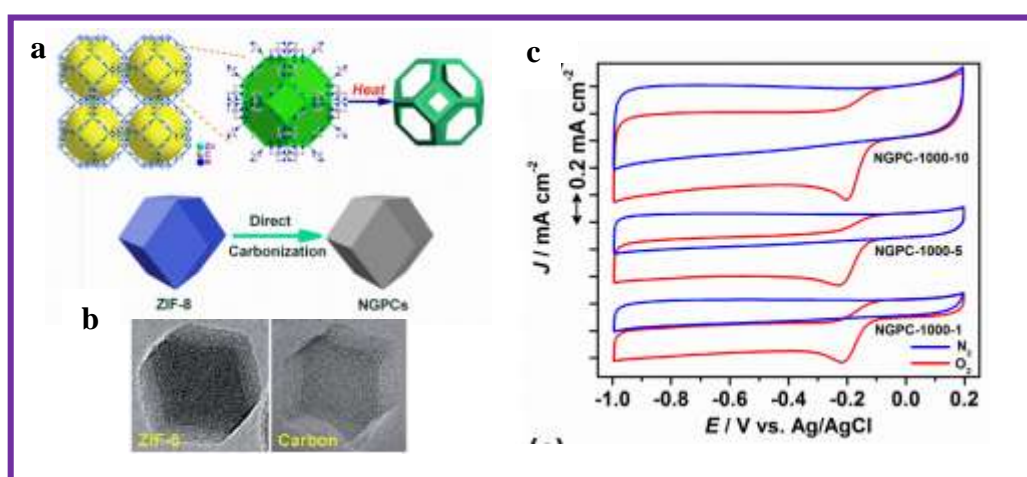 a
Heat
Direct
Carbonization
ZIF-8
NGPCs
b
ZIF-8
Carbon
c
J / mA cm⁻²
0.2 mA cm⁻²
NGPC-1000-10
NGPC-1000-5
NGPC-1000-1
N₂
O₂
-1.0 -0.8 -0.6 -0.4 -0.2 0.0 0.2
E / V vs. Ag/AgCl